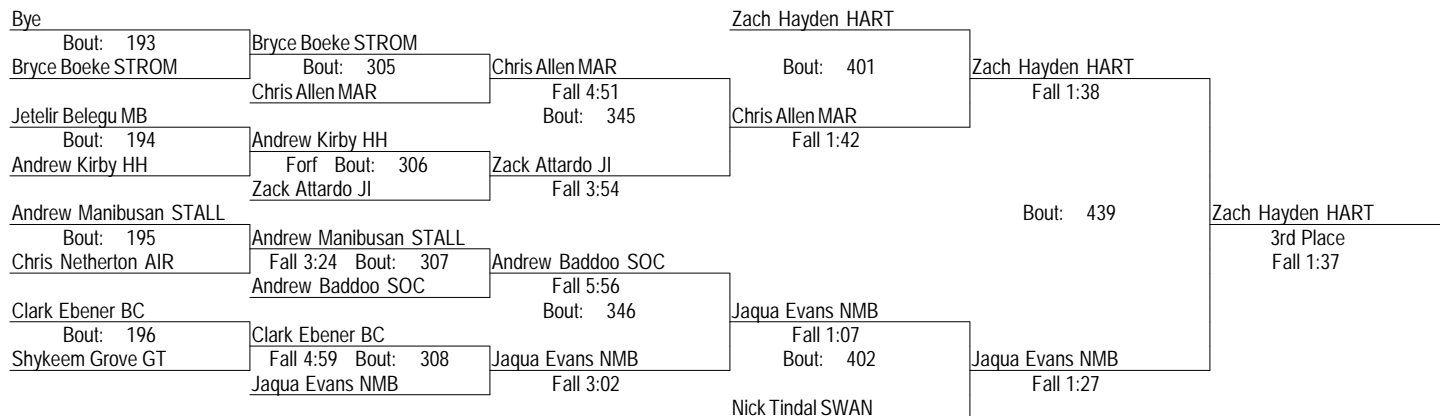 Bye
Zach Hayden HART
Bout: 193
Bryce Boeke STROM
Bryce Boeke STROM
Bout: 305
Chris Allen MAR
Bout: 401
Zach Hayden HART
Chris Allen MAR
Fall 4:51
Fall 1:38
Jetelir Belegu MB
Bout: 345
Chris Allen MAR
Bout: 194
Andrew Kirby HH
Fall 1:42
Andrew Kirby HH
Forf Bout: 306
Zack Attardo JI
Zack Attardo JI
Fall 3:54
Andrew Manibusan STALL
Bout: 439
Zach Hayden HART
Bout: 195
Andrew Manibusan STALL
3rd Place
Chris Netherton AIR
Fall 3:24 Bout: 307
Andrew Baddoo SOC
Fall 1:37
Andrew Baddoo SOC
Fall 5:56
Clark Ebener BC
Bout: 346
Jaqua Evans NMB
Bout: 196
Clark Ebener BC
Fall 1:07
Shykeem Grove GT
Fall 4:59 Bout: 308
Jaqua Evans NMB
Bout: 402
Jaqua Evans NMB
Jaqua Evans NMB
Fall 3:02
Fall 1:27
Nick Tindal SWAN